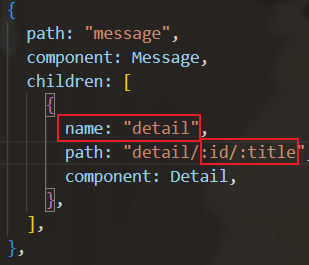 {
path: "message",
component: Message,
children: [
{
name: "detail",
path: "detail/:id/:title",
component: Detail,
},
],
},